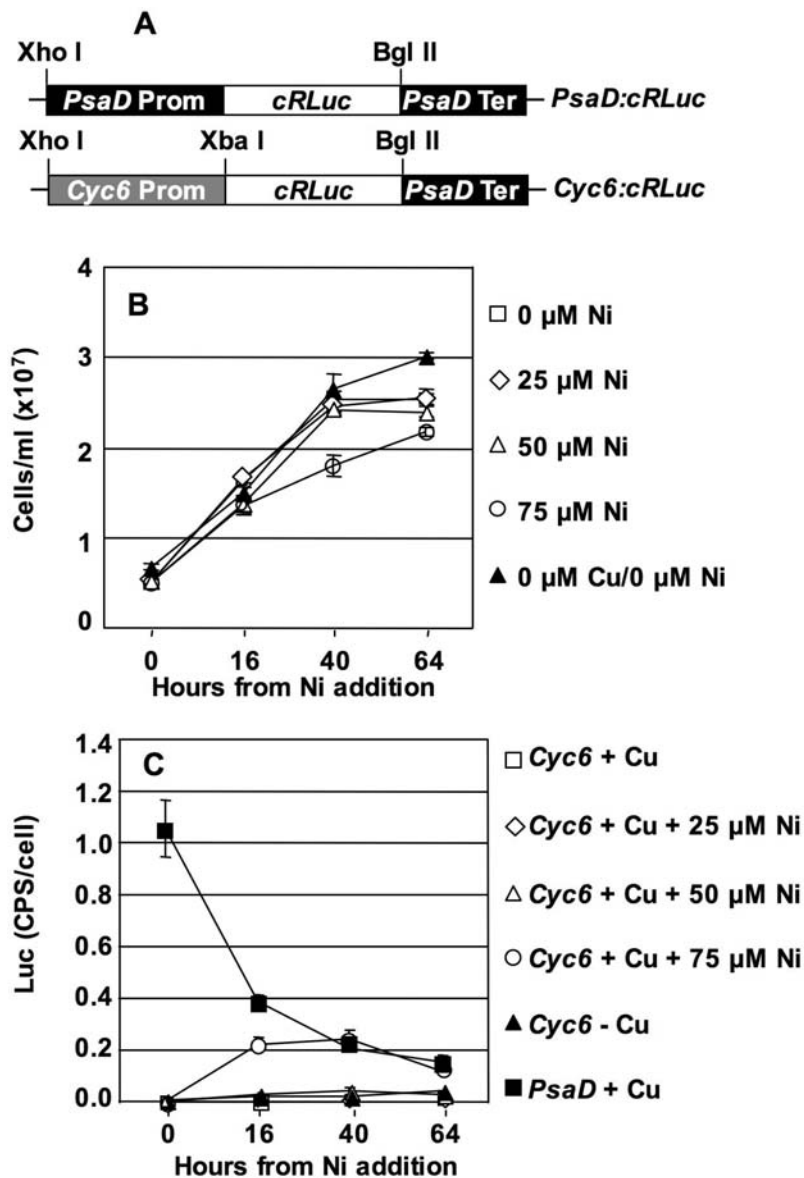 A
Xho I Bgl II
PsaD Prom cRLuc PsaD Ter PsaD:cRLuc
Xho I Xba I Bgl II
Cyc6 Prom cRLuc PsaD Ter Cyc6:cRLuc
B
Cells/ml (x10⁷)
4
3
2
1
0
0 16 40 64
Hours from Ni addition
0 µM Ni
25 µM Ni
50 µM Ni
75 µM Ni
0 µM Cu/0 µM Ni
C
Luc (CPS/cell)
1.4
1.2
1.0
0.8
0.6
0.4
0.2
0.0
0 16 40 64
Hours from Ni addition
Cyc6 + Cu
Cyc6 + Cu + 25 µM Ni
Cyc6 + Cu + 50 µM Ni
Cyc6 + Cu + 75 µM Ni
Cyc6 - Cu
PsaD + Cu